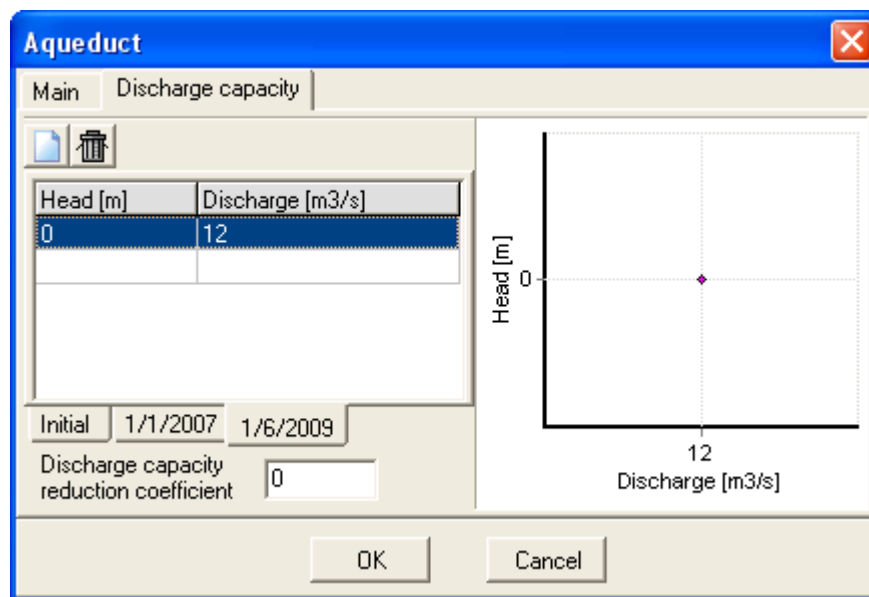 Aqueduct
Main Discharge capacity
Head [m] Discharge [m3/s]
0 12
Initial 1/1/2007 1/6/2009
Discharge capacity
reduction coefficient 0
Head [m]
0
12
Discharge [m3/s]
OK Cancel